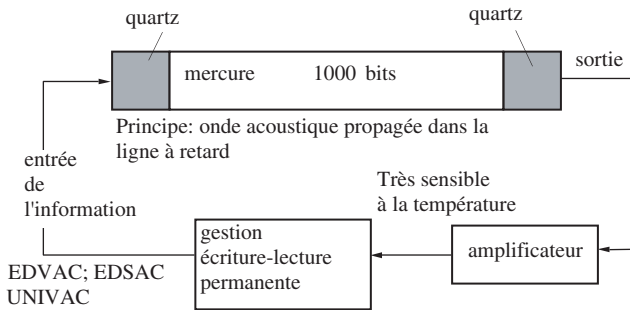 quartz
quartz
mercure 1000 bits
sortie
Principe: onde acoustique propagée dans la
ligne à retard
entrée
de
l'information
Très sensible
à la température
gestion
écriture-lecture
permanente
amplificateur
EDVAC; EDSAC
UNIVAC